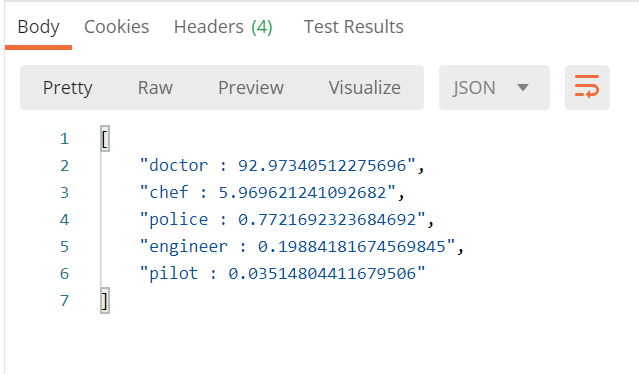 Body Cookies Headers (4) Test Results
Pretty Raw Preview Visualize JSON
1 [
2 "doctor : 92.97340512275696",
3 "chef : 5.969621241092682",
4 "police : 0.7721692323684692",
5 "engineer : 0.19884181674569845",
6 "pilot : 0.03514804411679506"
7 ]